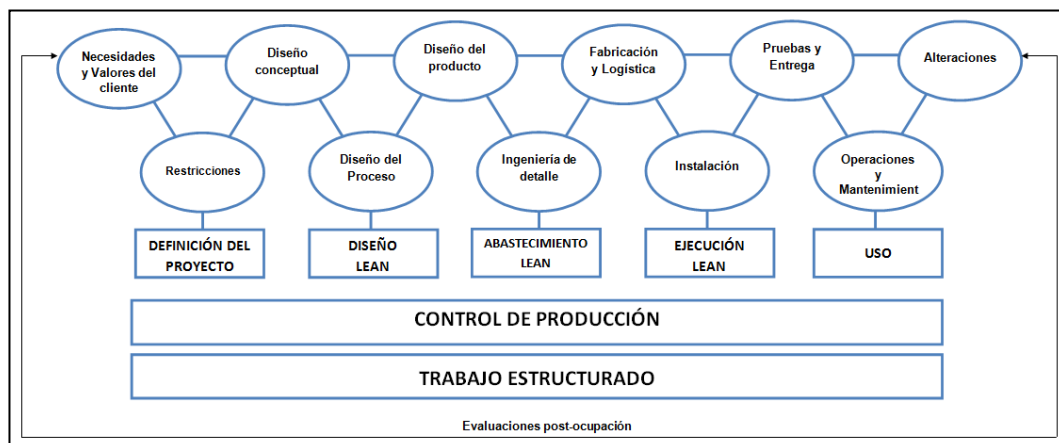 Necesidades
y Valores del
cliente
Diseño
conceptual
Diseño del
producto
Fabricación
y Logística
Pruebas y
Entrega
Alteraciones
Restricciones
Diseño del
Proceso
Ingeniería de
detalle
Instalación
Operaciones
y
Mantenimient
DEFINICIÓN DEL
PROYECTO
DISEÑO
LEAN
ABASTECIMIENTO
LEAN
EJECUCIÓN
LEAN
USO
CONTROL DE PRODUCCIÓN
TRABAJO ESTRUCTURADO
Evaluaciones post-ocupación